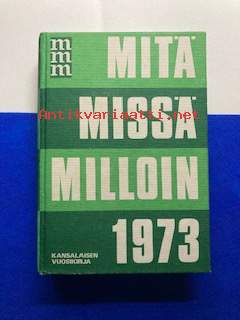 mmm
MITÄ
Antikvariaatti.net
MISSÄ
MILLOIN
1973
KANSALAISEN
VUOSIKIRJA